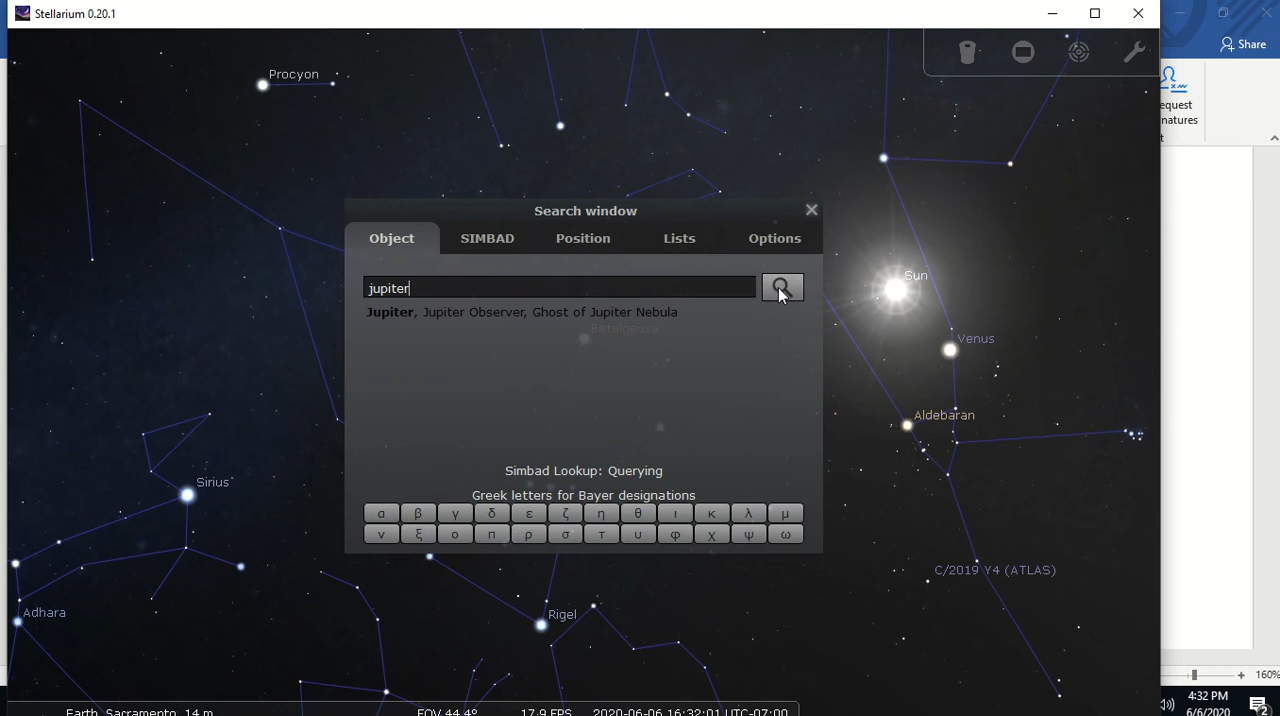 Stellarium 0.20.1
Share
Procyon
equest
natures
t
Search window
Object SIMBAD Position Lists Options
jupiter
Jupiter, Jupiter Observer, Ghost of Jupiter Nebula
Betelgeuse
Sun
Venus
Aldebaran
Simbad Lookup: Querying
Sirius
Greek letters for Bayer designations
α β γ δ ε ζ η θ ι κ λ μ
ν ξ ο π ρ σ τ υ φ χ ψ ω
C/2019 Y4 (ATLAS)
Adhara
Rigel
160%
Earth, Sacramento, 14 m FOV 44.4° 17.9 FPS 2020-06-06 16:32:01 UTC-07:00
4:32 PM
6/6/2020
2